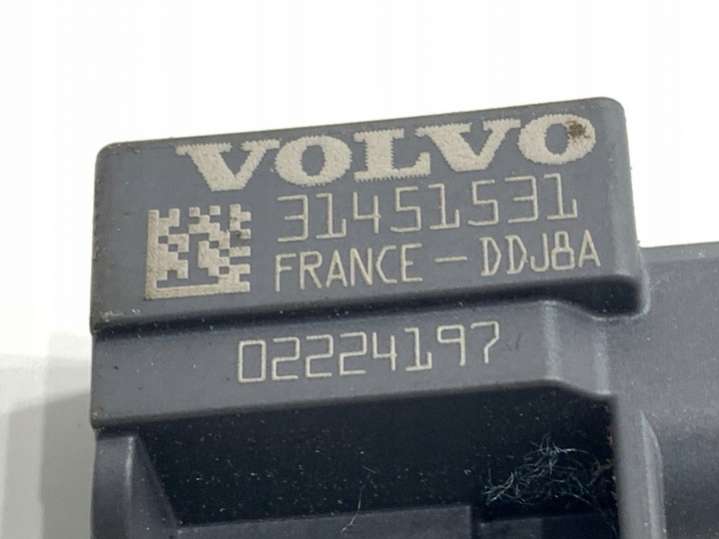 VOLVO
31451531
FRANCE - DDJ8A
02224197